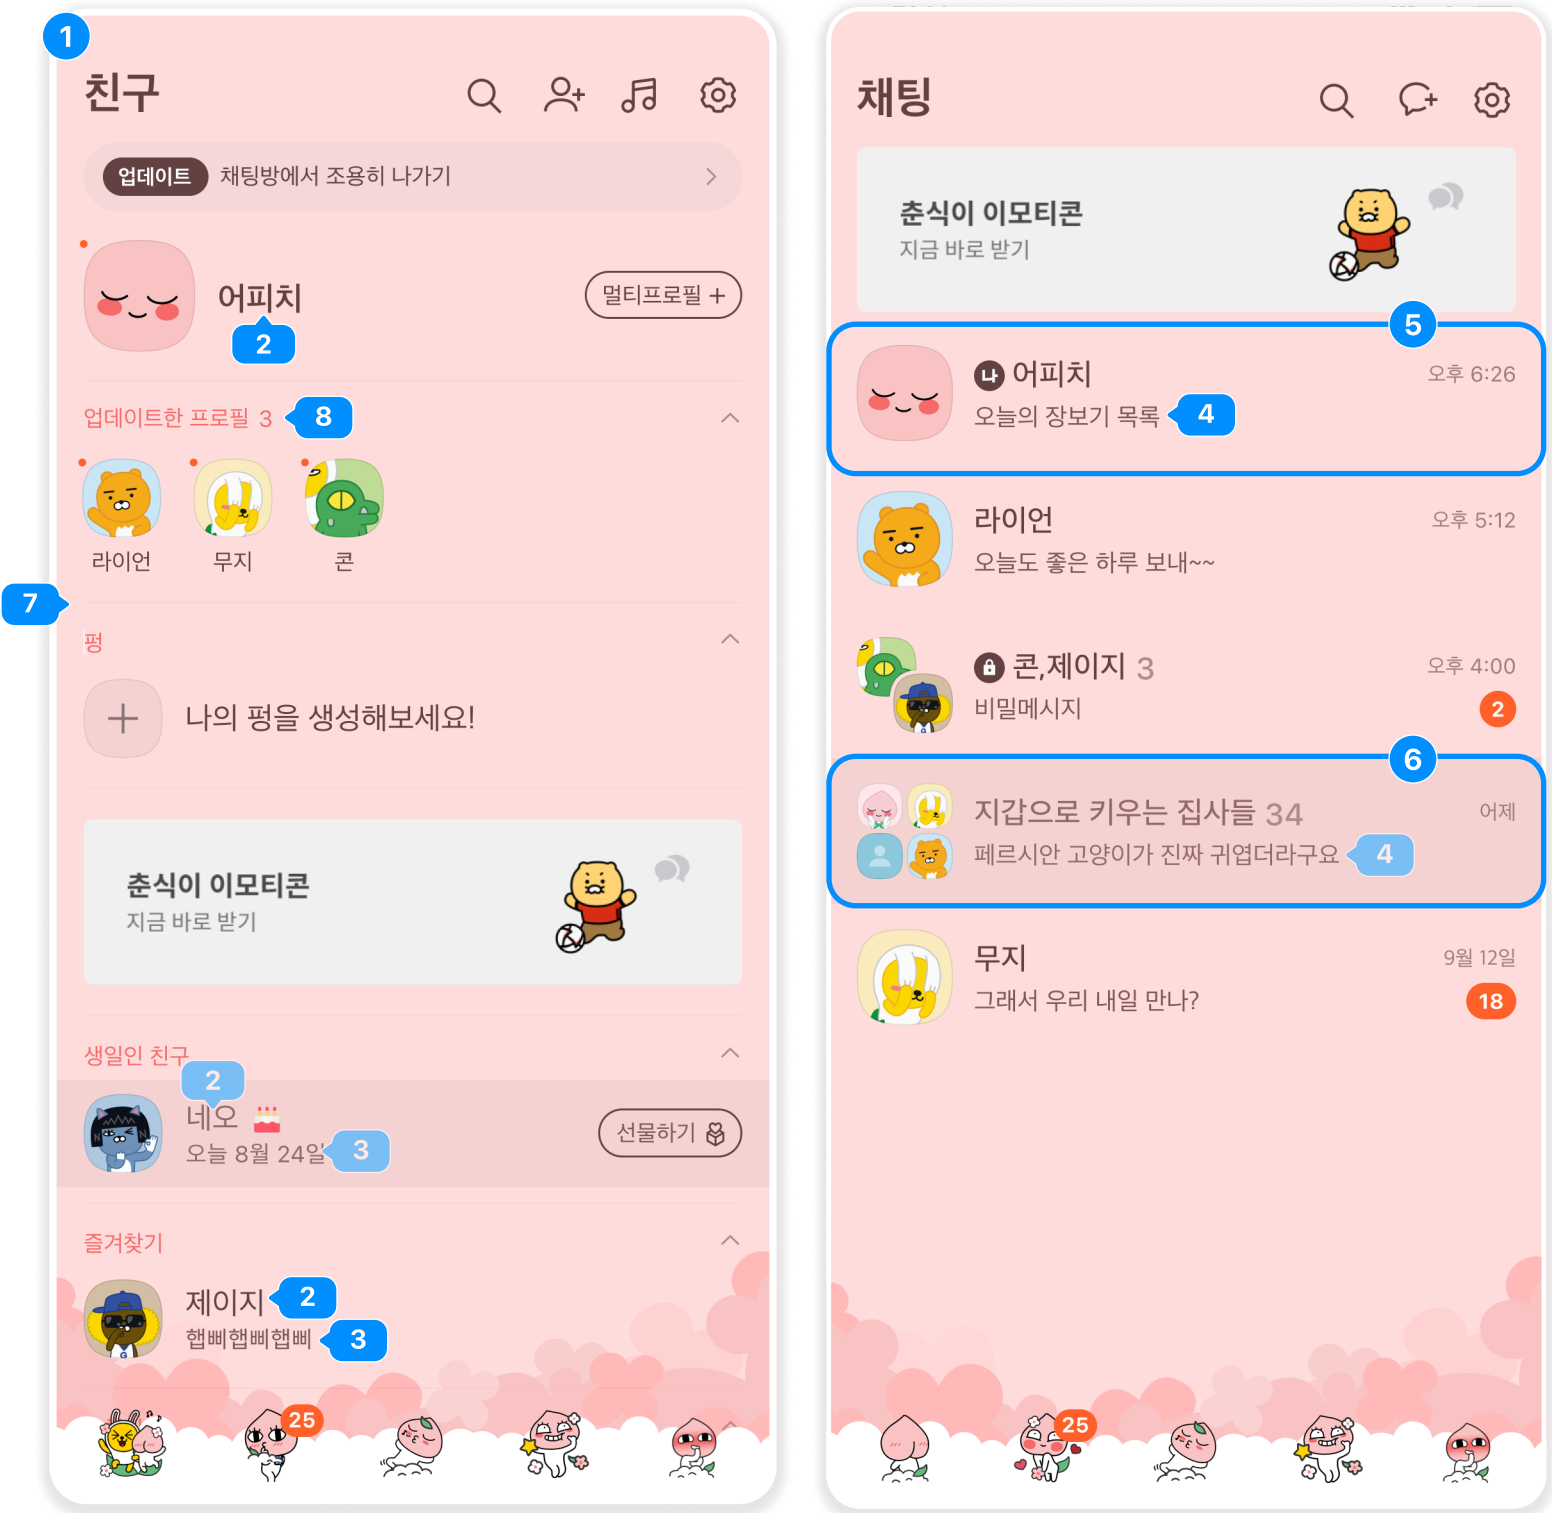 1
친구
업데이트 채팅방에서 조용히 나가기
어피치
멀티프로필 +
2
업데이트한 프로필 3
8
라이언 무지 콘
7
펑
나의 펑을 생성해보세요!
춘식이 이모티콘
지금 바로 받기
생일인 친구
2
네오
오늘 8월 24일
3
선물하기
즐겨찾기
제이지
2
햅삐햅삐햅삐
3
25
채팅
춘식이 이모티콘
지금 바로 받기
5
나 어피치
오후 6:26
오늘의 장보기 목록
4
라이언
오후 5:12
오늘도 좋은 하루 보내~~
콘,제이지 3
오후 4:00
비밀메시지
2
6
지갑으로 키우는 집사들 34
어제
페르시안 고양이가 진짜 귀엽더라구요
4
무지
9월 12일
그래서 우리 내일 만나?
18
25